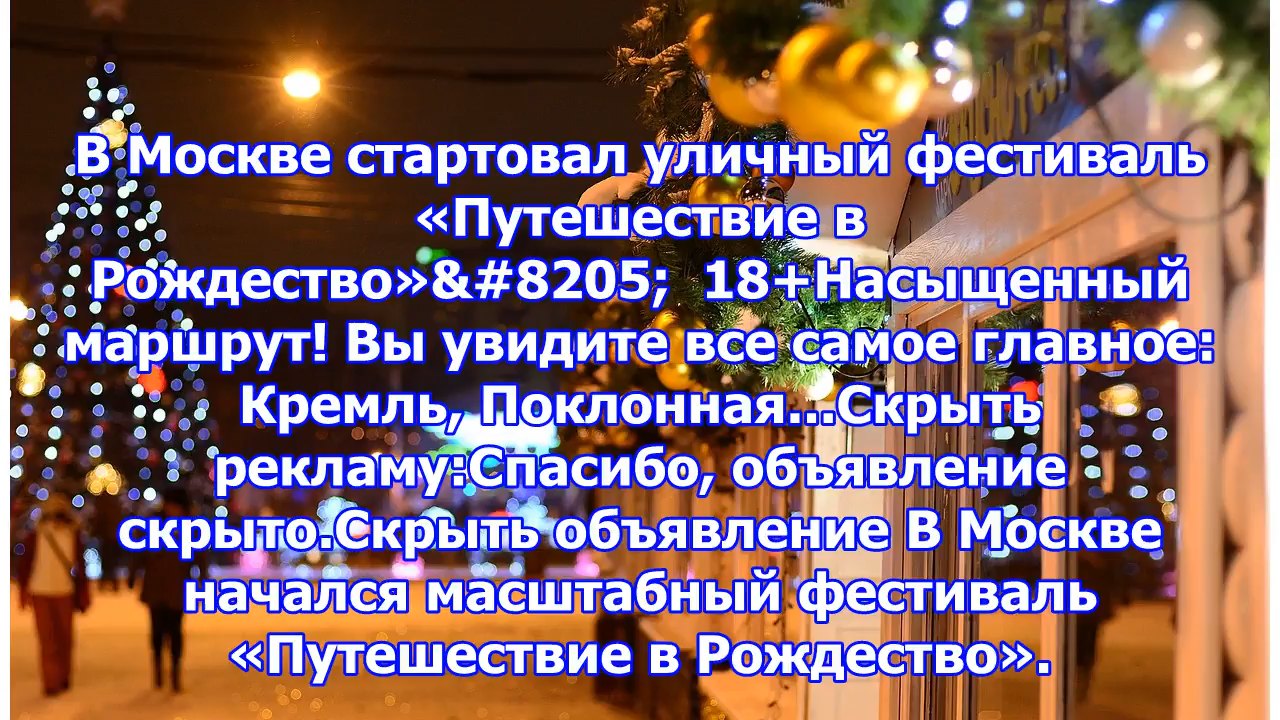 В Москве стартовал уличный фестиваль
«Путешествие в
Рождество»&#8205;  18+Насыщенный
маршрут! Вы увидите все самое главное:
Кремль, Поклонная...Скрыть
рекламу:Спасибо, объявление
скрыто.Скрыть объявление В Москве
начался масштабный фестиваль
«Путешествие в Рождество».